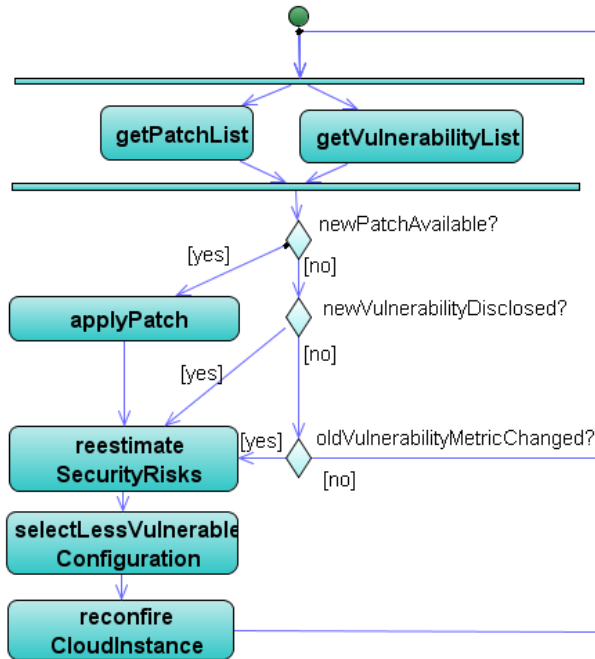 getPatchList
getVulnerabilityList
newPatchAvailable?
[yes]
[no]
applyPatch
newVulnerabilityDisclosed?
[no]
[yes]
reestimate
SecurityRisks
[yes]
oldVulnerabilityMetricChanged?
[no]
selectLessVulnerable
Configuration
reconfire
CloudInstance